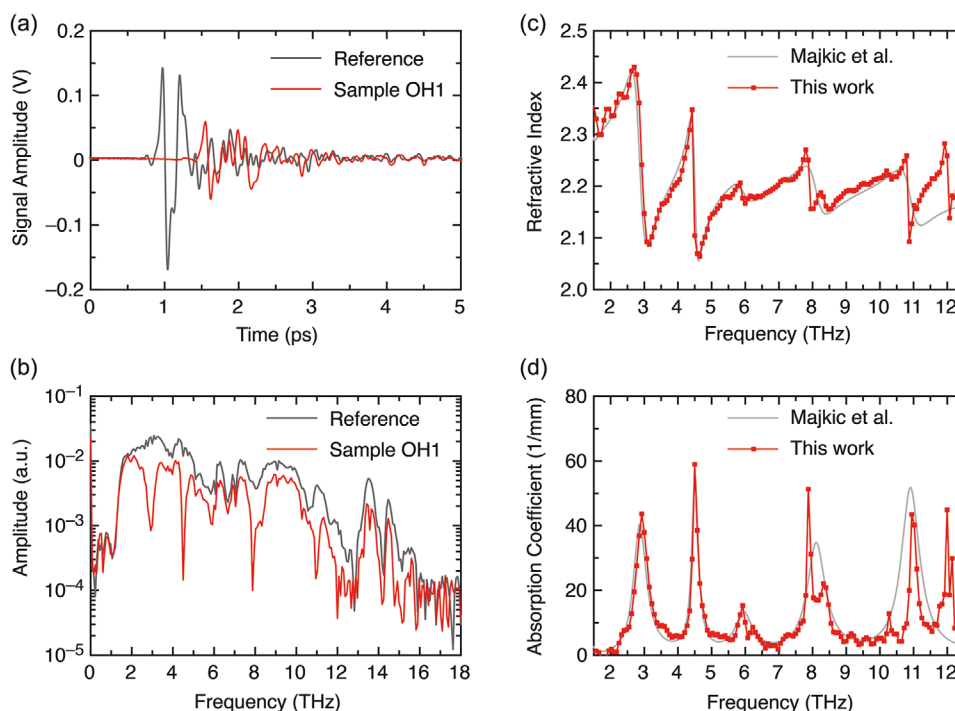 (a)
0.2
0.1
0
−0.1
−0.2
Signal Amplitude (V)
Reference
Sample OH1
0 1 2 3 4 5
Time (ps)
(b)
10⁻¹
10⁻²
10⁻³
10⁻⁴
10⁻⁵
Amplitude (a.u.)
Reference
Sample OH1
0 2 4 6 8 10 12 14 16 18
Frequency (THz)
(c)
2.5
2.4
2.3
2.2
2.1
2.0
Refractive Index
Majkic et al.
This work
2 3 4 5 6 7 8 9 10 11 12
Frequency (THz)
(d)
80
60
40
20
0
Absorption Coefficient (1/mm)
Majkic et al.
This work
2 3 4 5 6 7 8 9 10 11 12
Frequency (THz)